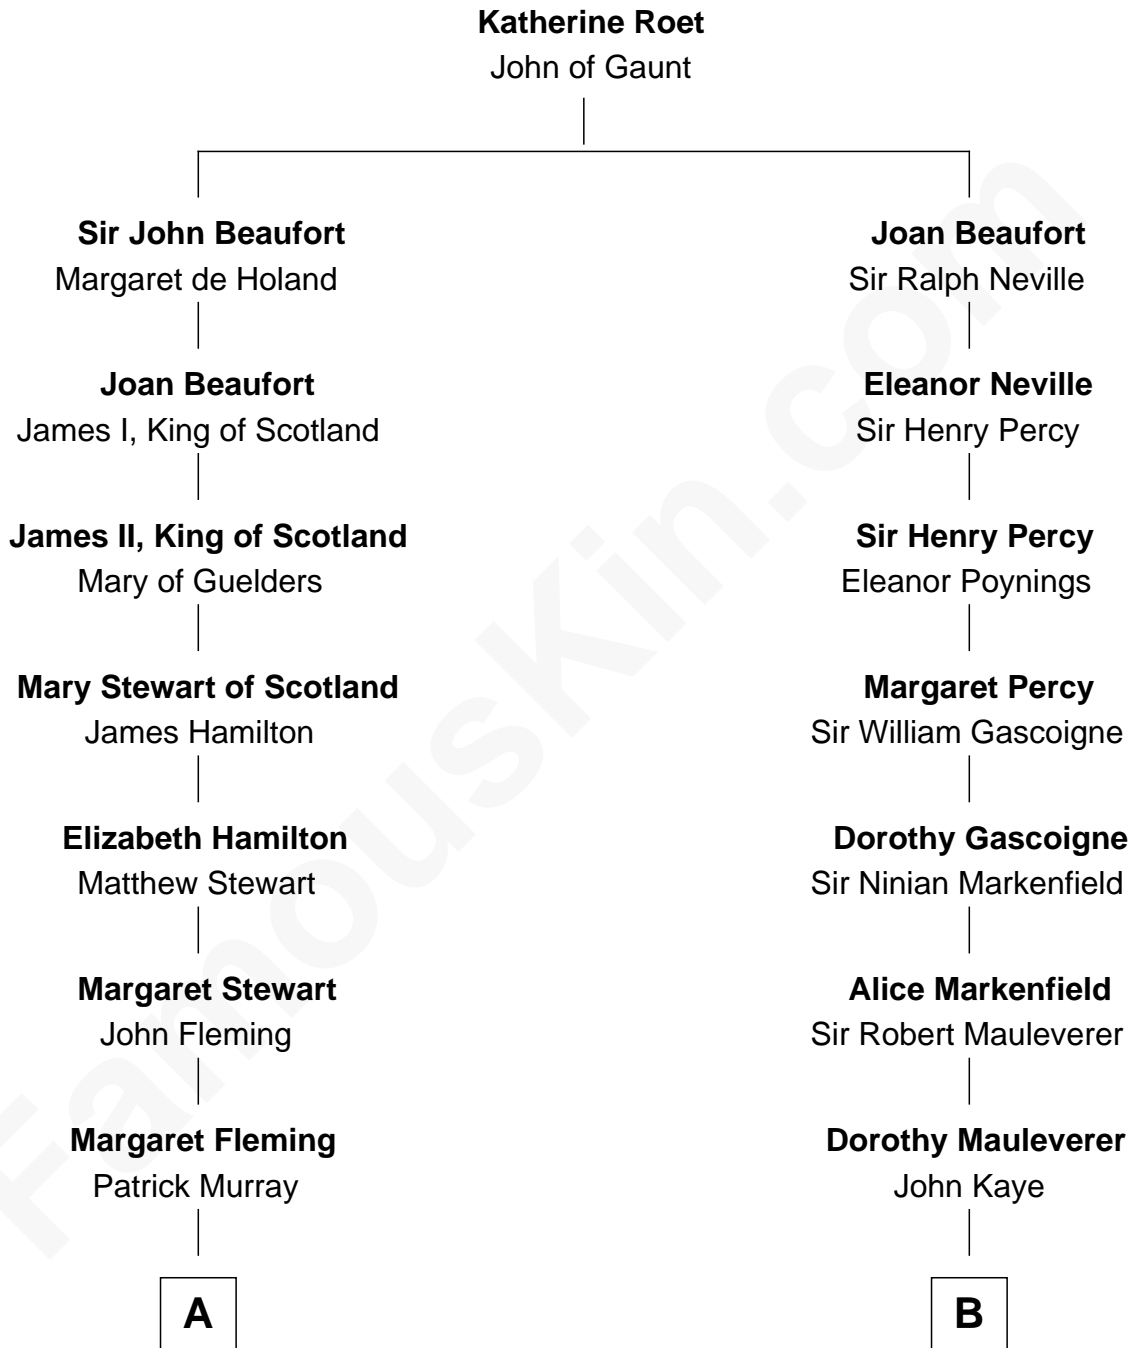 Katherine Roet
John of Gaunt
Sir John Beaufort
Margaret de Holand
Joan Beaufort
James I, King of Scotland
James II, King of Scotland
Mary of Guelders
Mary Stewart of Scotland
James Hamilton
Elizabeth Hamilton
Matthew Stewart
Margaret Stewart
John Fleming
Margaret Fleming
Patrick Murray
A
Joan Beaufort
Sir Ralph Neville
Eleanor Neville
Sir Henry Percy
Sir Henry Percy
Eleanor Poynings
Margaret Percy
Sir William Gascoigne
Dorothy Gascoigne
Sir Ninian Markenfield
Alice Markenfield
Sir Robert Mauleverer
Dorothy Mauleverer
John Kaye
B
FamousKin.com